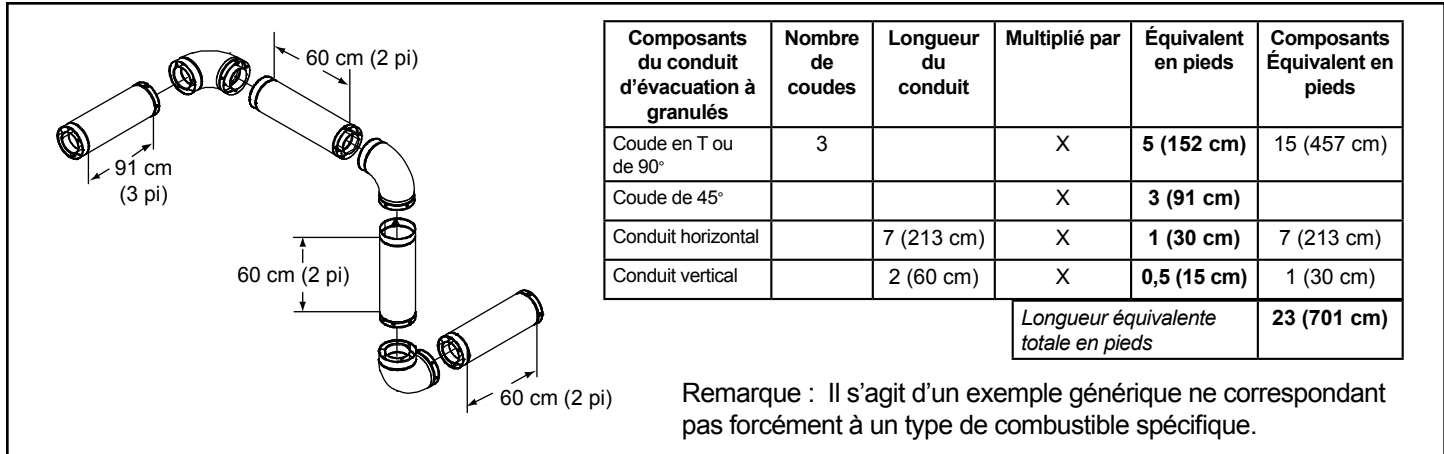 60 cm (2 pi)
91 cm
(3 pi)
60 cm (2 pi)
60 cm (2 pi)
Composants
du conduit
d’évacuation à
granulés
Nombre
de
coudes
Longueur
du
conduit
Multiplié par
Équivalent
en pieds
Composants
Équivalent en
pieds
Coude en T ou
de 90°
3
X
5 (152 cm)
15 (457 cm)
Coude de 45°
X
3 (91 cm)
Conduit horizontal
7 (213 cm)
X
1 (30 cm)
7 (213 cm)
Conduit vertical
2 (60 cm)
X
0,5 (15 cm)
1 (30 cm)
Longueur équivalente
totale en pieds
23 (701 cm)
Remarque : Il s’agit d’un exemple générique ne correspondant
pas forcément à un type de combustible spécifique.